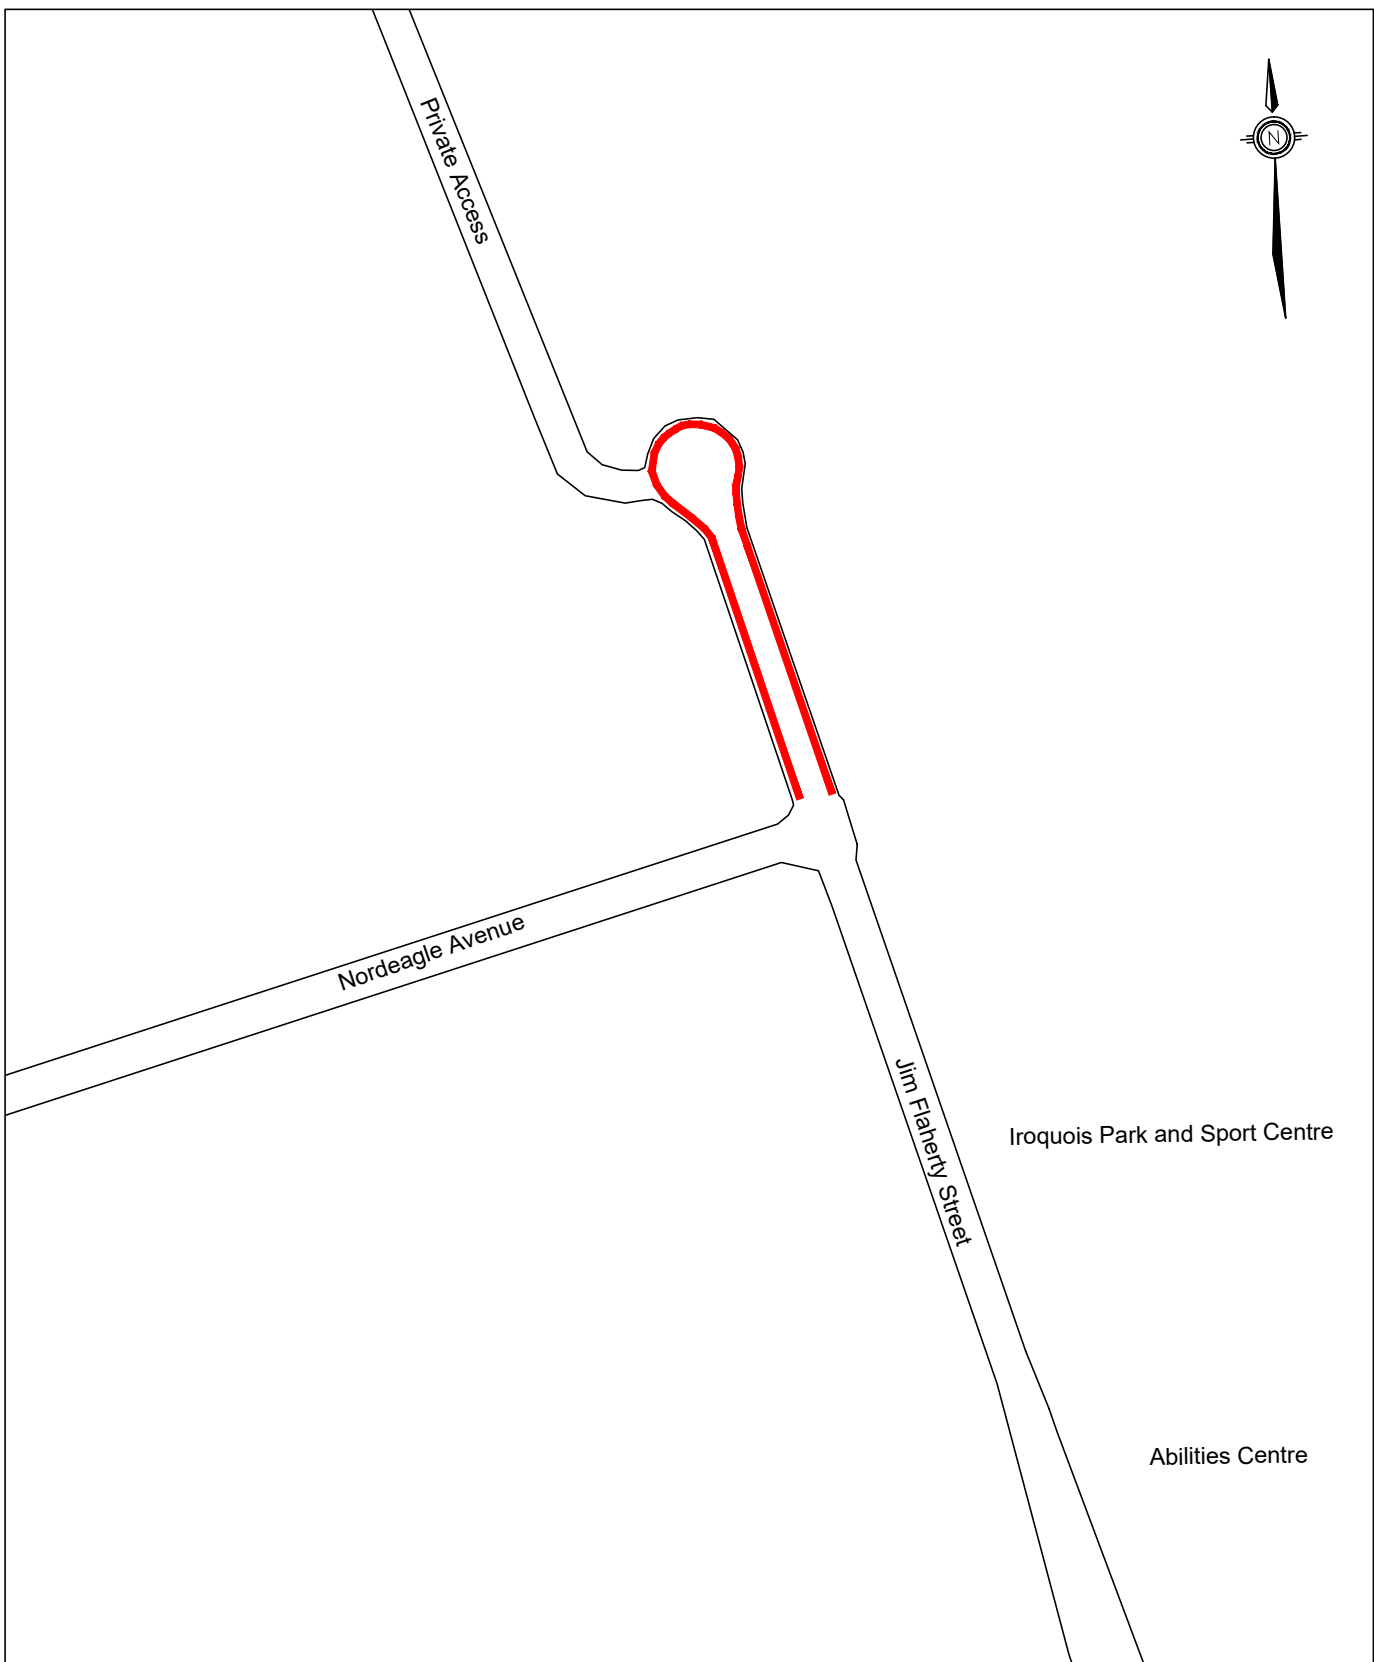 Private Access
N
Nordeagle Avenue
Jim Flaherty Street
Iroquois Park and Sport Centre
Abilities Centre